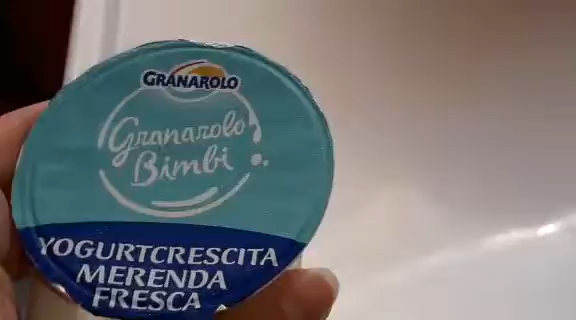 GRANAROLO
Granarolo
Bimbi
YOGURTCRESCITA
MERENDA
FRESCA